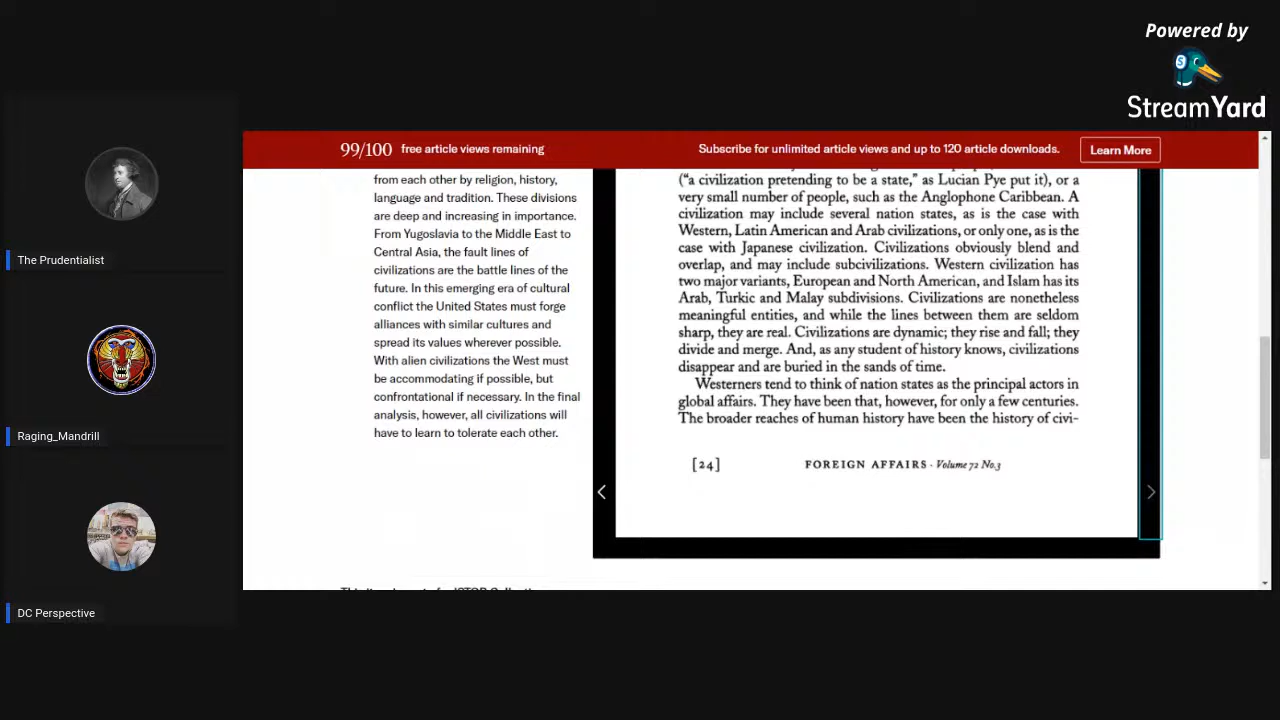 Powered by
StreamYard
The Prudentialist
Raging_Mandrill
DC Perspective
99/100 free article views remaining
Subscribe for unlimited article views and up to 120 article downloads.
Learn More
from each other by religion, history,
language and tradition. These divisions
are deep and increasing in importance.
From Yugoslavia to the Middle East to
Central Asia, the fault lines of
civilizations are the battle lines of the
future. In this emerging era of cultural
conflict the United States must forge
alliances with similar cultures and
spread its values wherever possible.
With alien civilizations the West must
be accommodating if possible, but
confrontational if necessary. In the final
analysis, however, all civilizations will
have to learn to tolerate each other.
("a civilization pretending to be a state," as Lucian Pye put it), or a
very small number of people, such as the Anglophone Caribbean. A
civilization may include several nation states, as is the case with
Western, Latin American and Arab civilizations, or only one, as is the
case with Japanese civilization. Civilizations obviously blend and
overlap, and may include subcivilizations. Western civilization has
two major variants, European and North American, and Islam has its
Arab, Turkic and Malay subdivisions. Civilizations are nonetheless
meaningful entities, and while the lines between them are seldom
sharp, they are real. Civilizations are dynamic; they rise and fall; they
divide and merge. And, as any student of history knows, civilizations
disappear and are buried in the sands of time.
Westerners tend to think of nation states as the principal actors in
global affairs. They have been that, however, for only a few centuries.
The broader reaches of human history have been the history of civi-
[24]
FOREIGN AFFAIRS · Volume 72 No.3